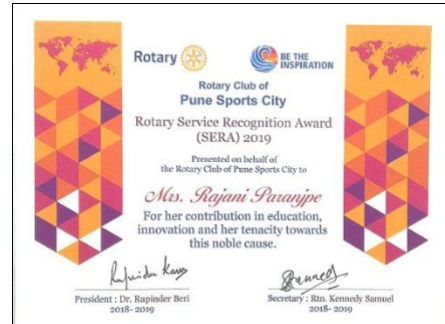 Rotary
BE THE
INSPIRATION
Rotary Club of
Pune Sports City
Rotary Service Recognition Award
(SERA) 2019
Presented on behalf of
the Rotary Club of Pune Sports City to
Mrs. Rajani Paranjpe
For her contribution in education,
innovation and her tenacity towards
this noble cause.
President : Dr. Rupinder Beri
2018- 2019
Secretary : Rtn. Kennedy Samuel
2018- 2019